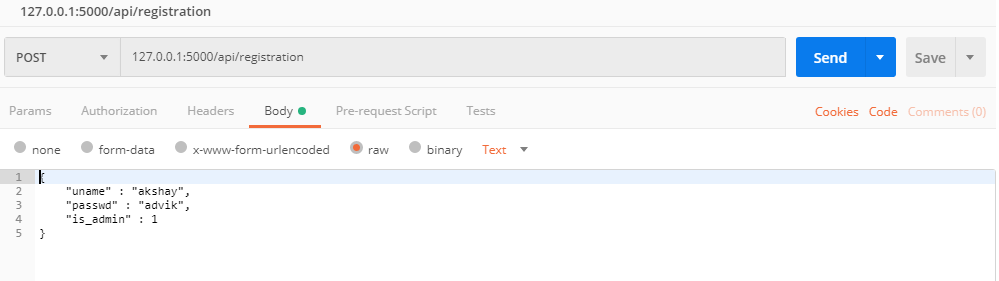 127.0.0.1:5000/api/registration
POST 127.0.0.1:5000/api/registration Send Save
Params Authorization Headers Body Pre-request Script Tests Cookies Code Comments (0)
none form-data x-www-form-urlencoded raw binary Text
1 {
2 "uname" : "akshay",
3 "passwd" : "advik",
4 "is_admin" : 1
5 }